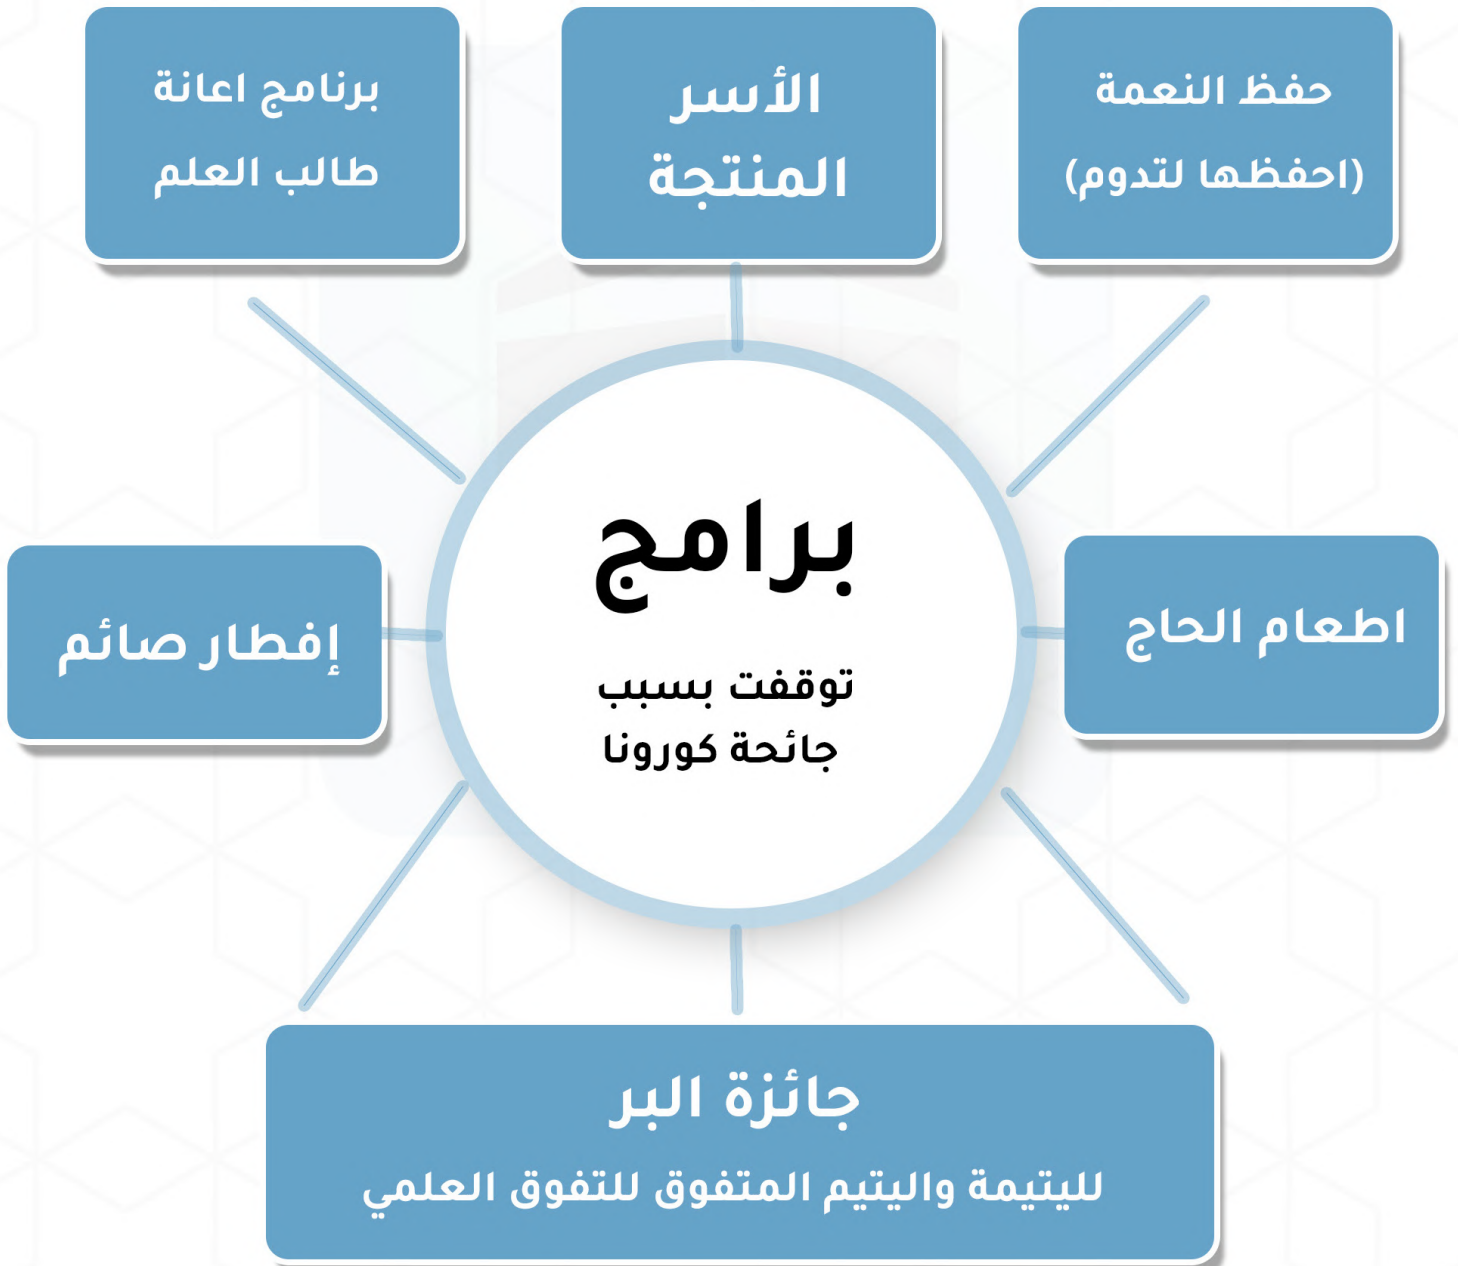 حفظ النعمة
(احفظها لتدوم)
الأسر
المنتجة
برنامج اعانة
طالب العلم
برامج
توقفت بسبب
جائحة كورونا
اطعام الحاج
إفطار صائم
جائزة البر
لليتيمة واليتيم المتفوق للتفوق العلمي